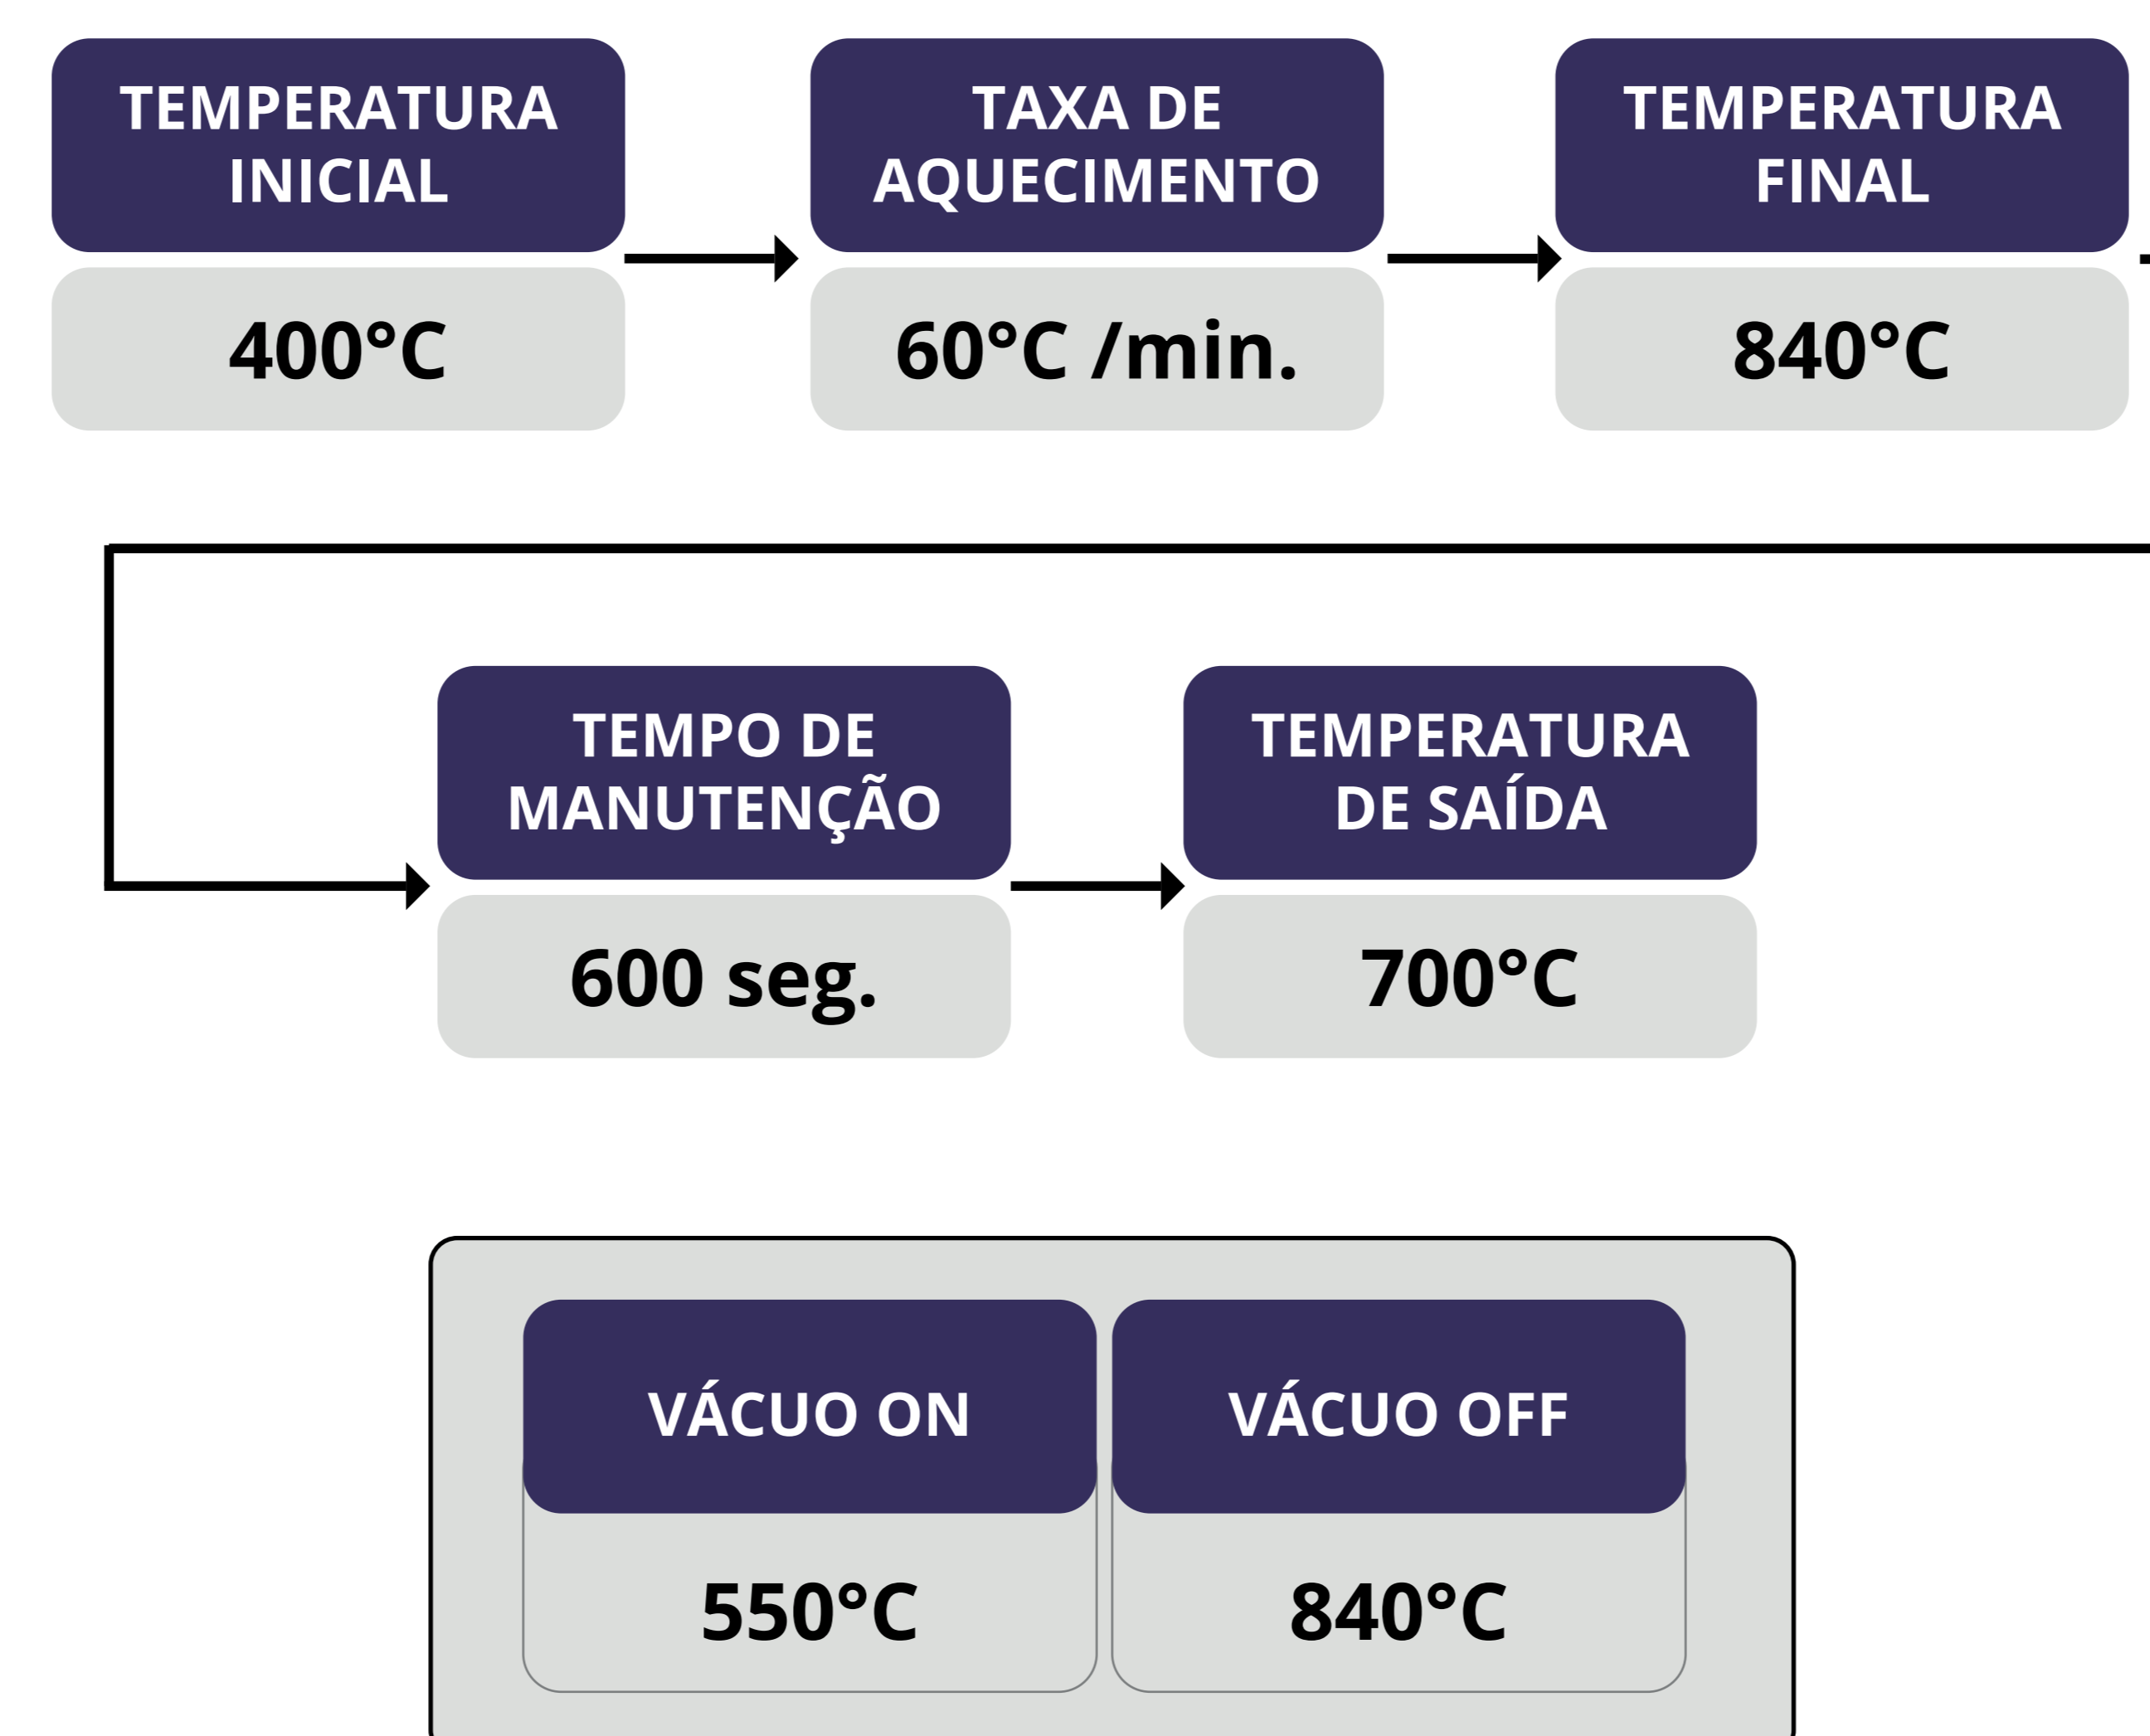 TEMPERATURA
INICIAL
400°C
TAXA DE
AQUECIMENTO
60°C /min.
TEMPERATURA
FINAL
840°C
TEMPO DE
MANUTENÇÃO
600 seg.
TEMPERATURA
DE SAÍDA
700°C
VÁCUO ON
550°C
VÁCUO OFF
840°C